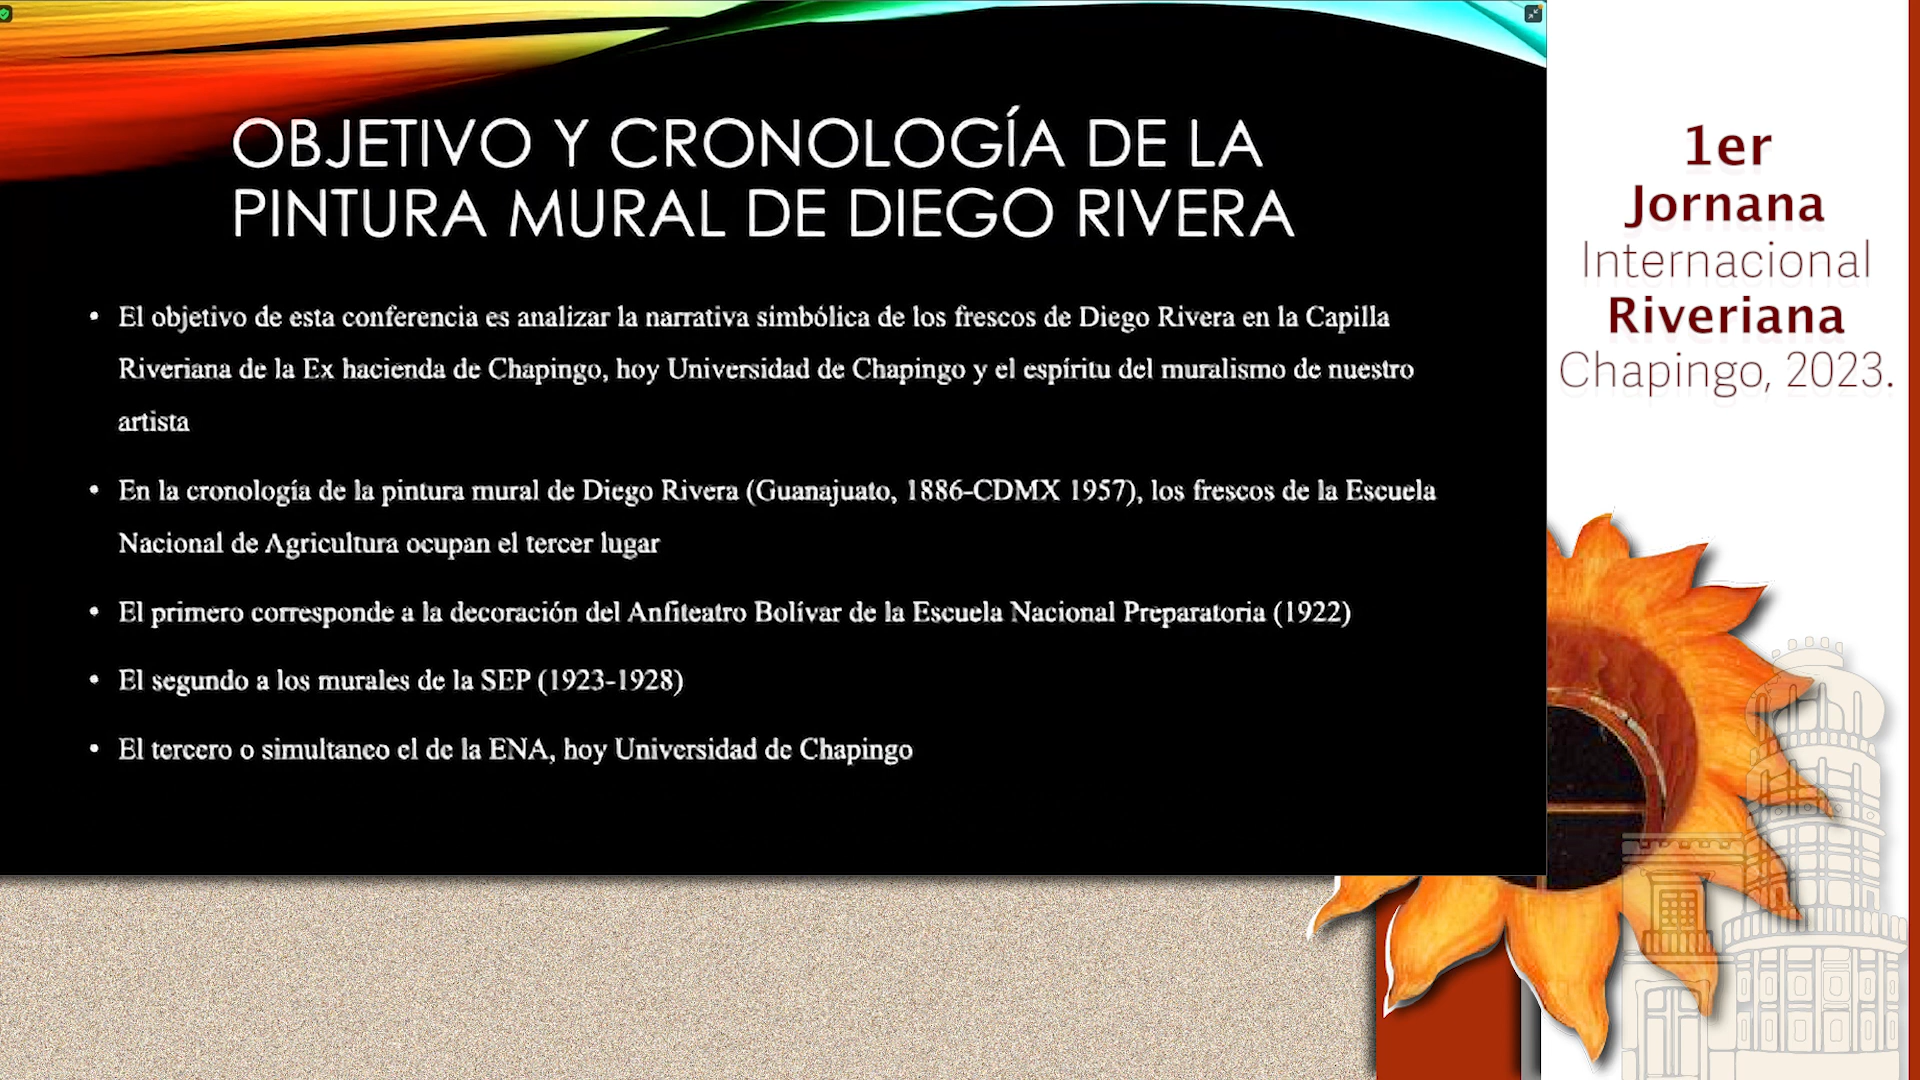 OBJETIVO Y CRONOLOGÍA DE LA
PINTURA MURAL DE DIEGO RIVERA
• El objetivo de esta conferencia es analizar la narrativa simbólica de los frescos de Diego Rivera en la Capilla
Riveriana de la Ex hacienda de Chapingo, hoy Universidad de Chapingo y el espíritu del muralismo de nuestro
artista
• En la cronología de la pintura mural de Diego Rivera (Guanajuato, 1886-CDMX 1957), los frescos de la Escuela
Nacional de Agricultura ocupan el tercer lugar
• El primero corresponde a la decoración del Anfiteatro Bolívar de la Escuela Nacional Preparatoria (1922)
• El segundo a los murales de la SEP (1923-1928)
• El tercero o simultaneo el de la ENA, hoy Universidad de Chapingo
1er
Jornana
Internacional
Riveriana
Chapingo, 2023.